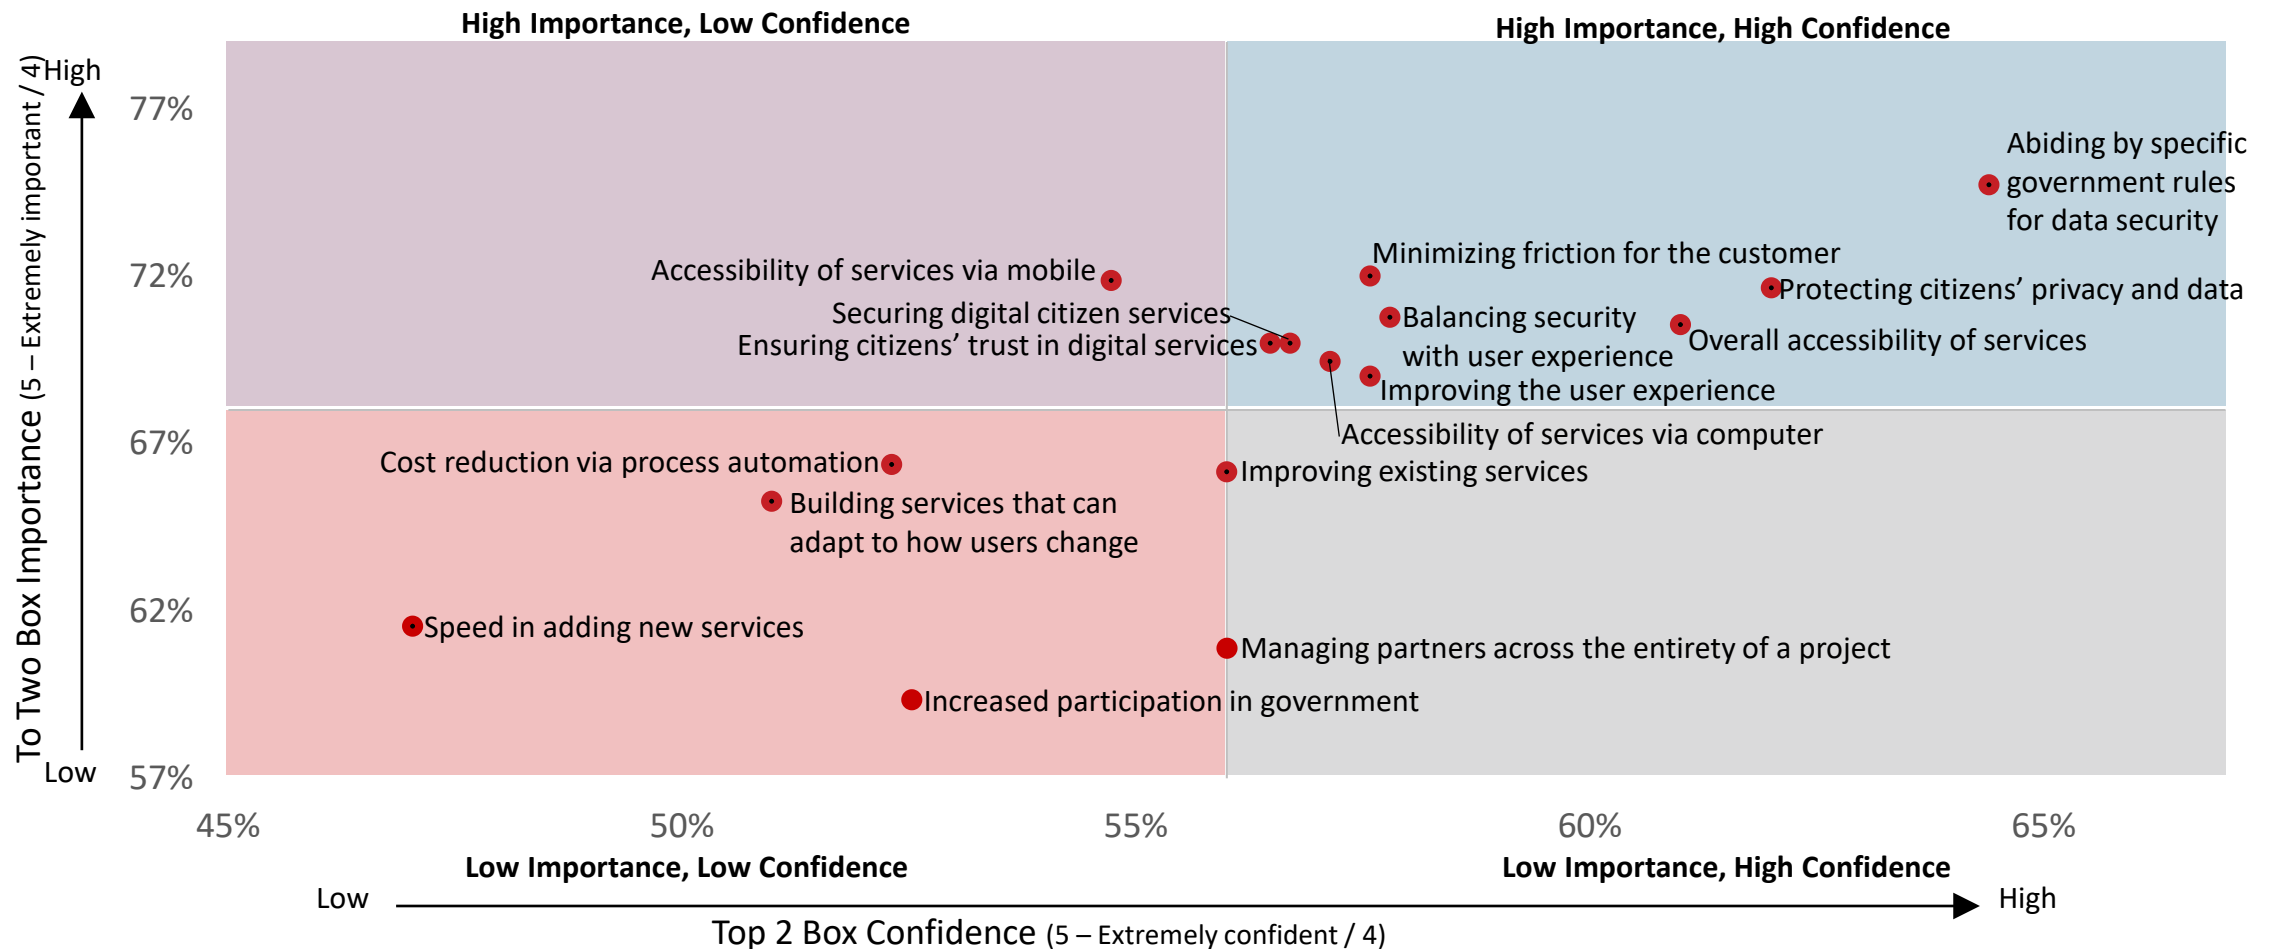 High Importance, Low Confidence
High Importance, High Confidence
To Two Box Importance (5 – Extremely important / 4)
High
77%
72%
67%
62%
57%
Low
Abiding by specific
government rules
for data security
Minimizing friction for the customer
Accessibility of services via mobile
Protecting citizens’ privacy and data
Securing digital citizen services
Balancing security
with user experience
Ensuring citizens’ trust in digital services
Overall accessibility of services
Improving the user experience
Accessibility of services via computer
Cost reduction via process automation
Improving existing services
Building services that can
adapt to how users change
Speed in adding new services
Managing partners across the entirety of a project
Increased participation in government
45%
50%
55%
60%
65%
Low Importance, Low Confidence
Low Importance, High Confidence
Low
High
Top 2 Box Confidence (5 – Extremely confident / 4)